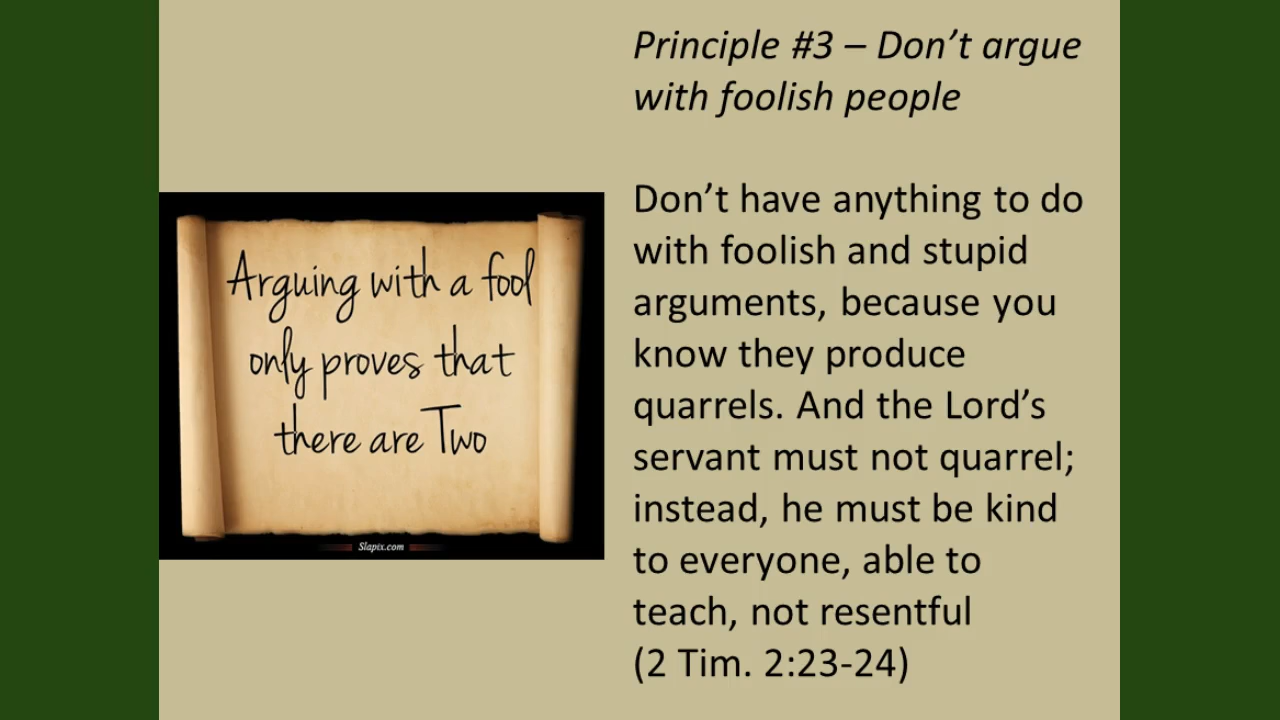 Principle #3 – Don’t argue
with foolish people
Don’t have anything to do
with foolish and stupid
arguments, because you
know they produce
quarrels. And the Lord’s
servant must not quarrel;
instead, he must be kind
to everyone, able to
teach, not resentful
(2 Tim. 2:23-24)
Arguing with a fool
only proves that
there are Two
Slapix.com